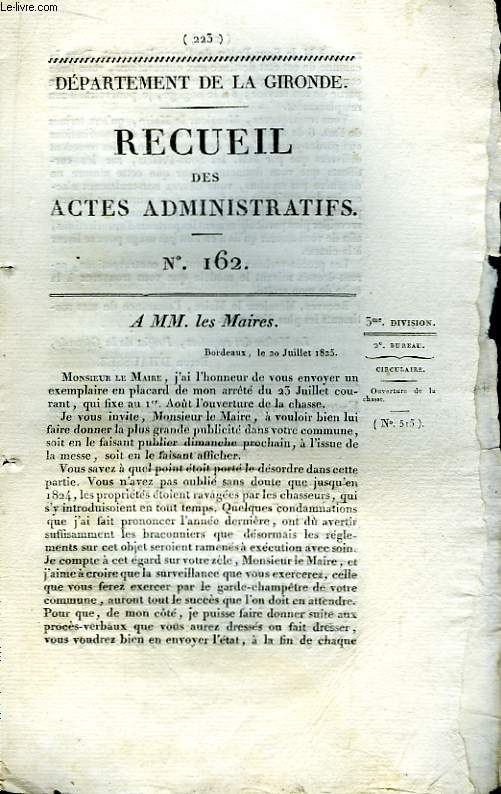 Le-livre.com
( 223 )
DÉPARTEMENT DE LA GIRONDE.
RECUEIL
DES
ACTES ADMINISTRATIFS.
N°. 162.
A MM. les Maires.
Bordeaux, le 20 Juillet 1825.
3me. DIVISION.
2e. BUREAU.
CIRCULAIRE.
Ouverture de la
chasse.
( N°. 515 ).
MONSIEUR LE MAIRE, j'ai l'honneur de vous envoyer un
exemplaire en placard de mon arrêté du 23 Juillet cou-
rant, qui fixe au 1er. Août l'ouverture de la chasse.
Je vous invite, Monsieur le Maire, à vouloir bien lui
faire donner la plus grande publicité dans votre commune,
soit en le faisant publier dimanche prochain, à l'issue de
la messe, soit en le faisant afficher.
Vous savez à quel point étoit porté le désordre dans cette
partie. Vous n'avez pas oublié sans doute que jusqu'en
1824, les propriétés étoient ravagées par les chasseurs, qui
s'y introduisoient en tout temps. Quelques condamnations
que j'ai fait prononcer l'année dernière, ont dû avertir
suffisamment les braconniers que désormais les régle-
ments sur cet objet seroient ramenés à exécution avec soin.
Je compte à cet égard sur votre zèle, Monsieur le Maire, et
j'aime à croire que la surveillance que vous exercerez, celle
que vous ferez exercer par le garde-champêtre de votre
commune, auront tout le succès que l'on doit en attendre.
Pour que, de mon côté, je puisse faire donner suite aux
procès-verbaux que vous aurez dressés ou fait dresser,
vous voudrez bien en envoyer l'état, à la fin de chaque